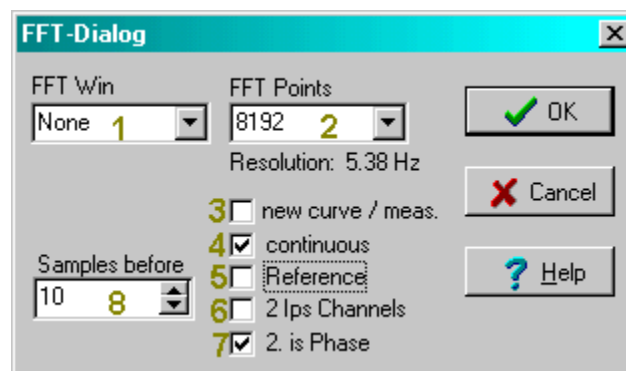 FFT-Dialog
FFT Win
FFT Points
None 1
8192 2
OK
Resolution: 5.38 Hz
Cancel
3 new curve / meas.
4 continuous
Samples before
5 Reference
Help
10 8
6 2 Ips Channels
7 2. is Phase